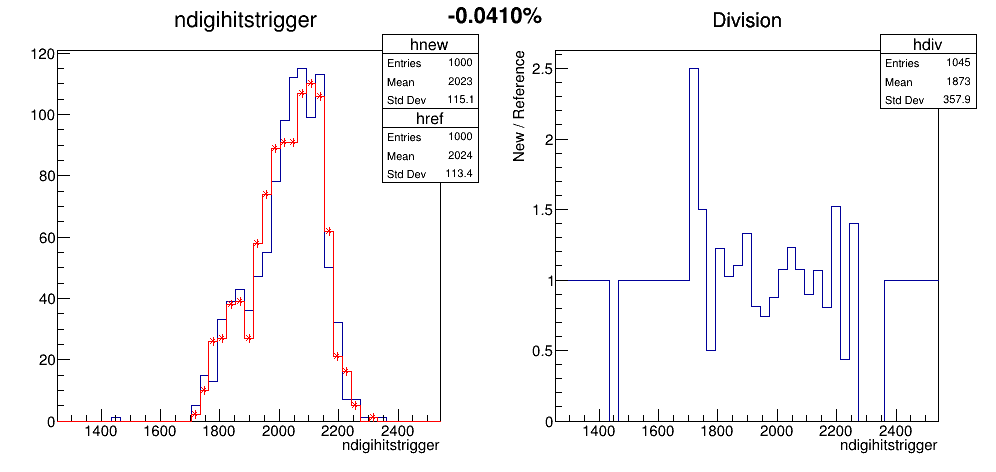 -0.0410%
ndigihitstrigger
hnew
Entries 1000
Mean 2023
Std Dev 115.1
href
Entries 1000
Mean 2024
Std Dev 113.4
120
100
80
60
40
20
0
1400 1600 1800 2000 2200 2400
ndigihitstrigger
Division
hdiv
Entries 1045
Mean 1873
Std Dev 357.9
New / Reference
2.5
2
1.5
1
0.5
0
1400 1600 1800 2000 2200 2400
ndigihitstrigger